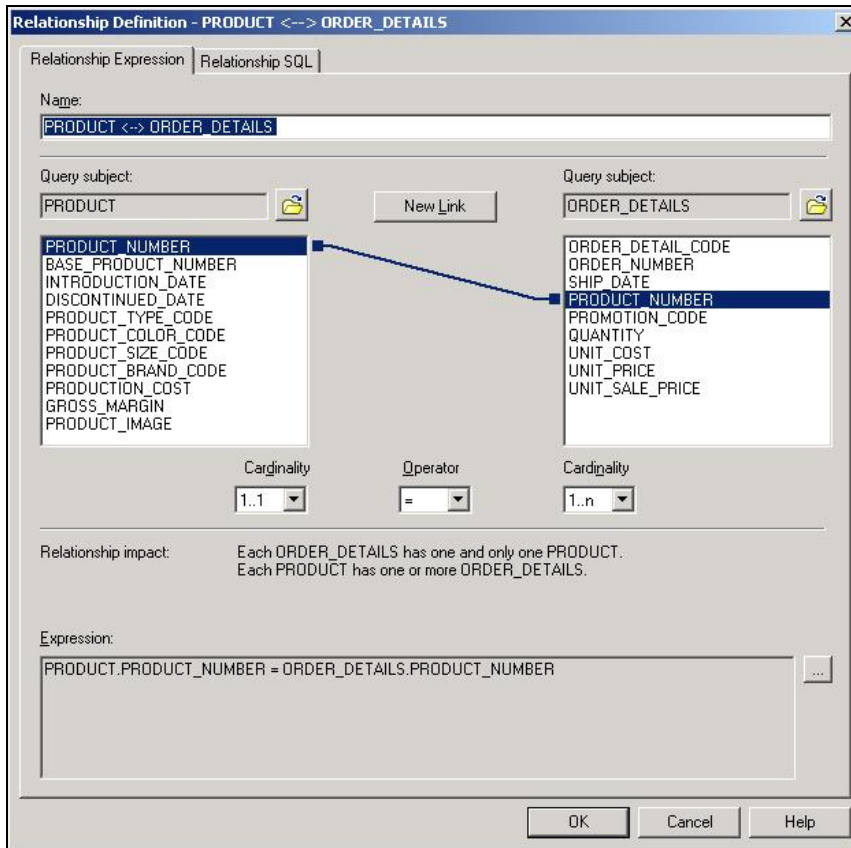 Relationship Definition - PRODUCT <--> ORDER_DETAILS
Relationship Expression Relationship SQL
Name:
PRODUCT <--> ORDER_DETAILS
Query subject: Query subject:
PRODUCT New Link ORDER_DETAILS
PRODUCT_NUMBER
BASE_PRODUCT_NUMBER
INTRODUCTION_DATE
DISCONTINUED_DATE
PRODUCT_TYPE_CODE
PRODUCT_COLOR_CODE
PRODUCT_SIZE_CODE
PRODUCT_BRAND_CODE
PRODUCTION_COST
GROSS_MARGIN
PRODUCT_IMAGE
ORDER_DETAIL_CODE
ORDER_NUMBER
SHIP_DATE
PRODUCT_NUMBER
PROMOTION_CODE
QUANTITY
UNIT_COST
UNIT_PRICE
UNIT_SALE_PRICE
Cardinality Operator Cardinality
1..1 = 1..n
Relationship impact: Each ORDER_DETAILS has one and only one PRODUCT.
Each PRODUCT has one or more ORDER_DETAILS.
Expression:
PRODUCT.PRODUCT_NUMBER = ORDER_DETAILS.PRODUCT_NUMBER
...
OK Cancel Help